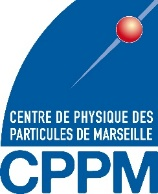 CENTRE DE PHYSIQUE DES
PARTICULES DE MARSEILLE
CPPM